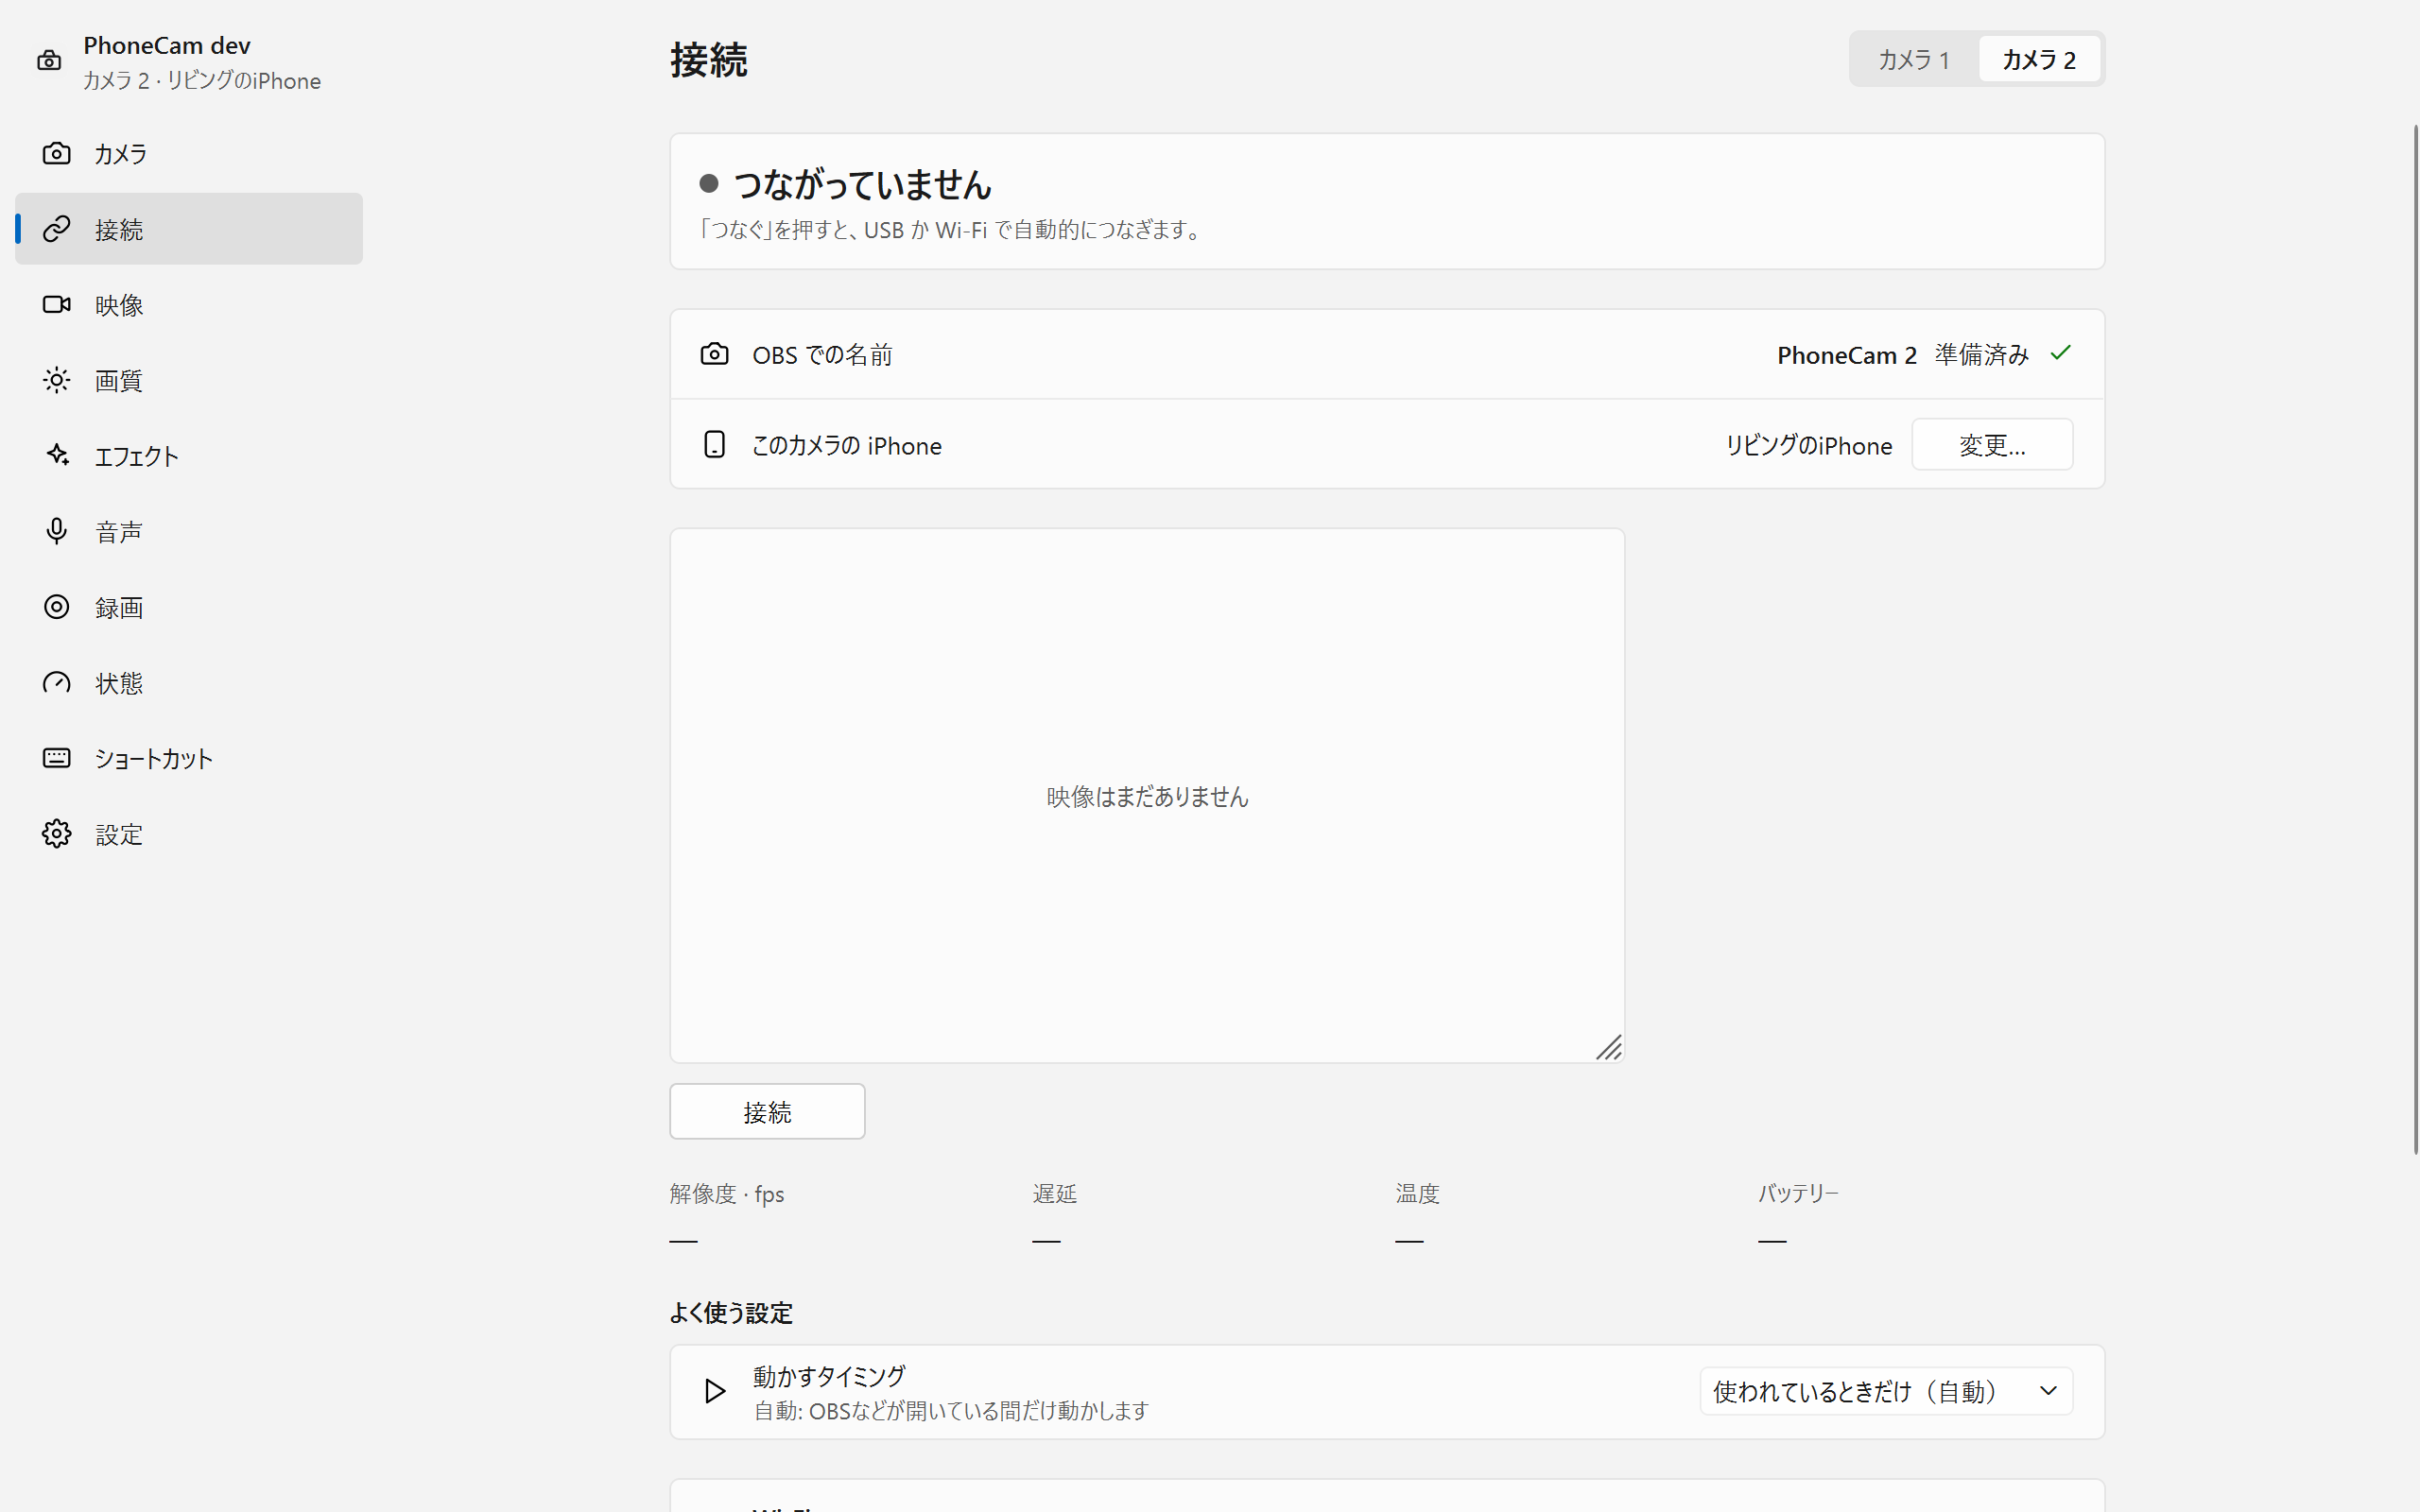 PhoneCam dev
カメラ 2 · リビングのiPhone
カメラ
接続
映像
画質
エフェクト
音声
録画
状態
ショートカット
設定
接続
カメラ 1
カメラ 2
つながっていません
「つなぐ」を押すと、USB か Wi-Fi で自動的につなぎます。
OBS での名前
PhoneCam 2 準備済み
このカメラの iPhone
リビングのiPhone
変更...
映像はまだありません
接続
解像度 · fps
遅延
温度
バッテリー
—
—
—
—
よく使う設定
動かすタイミング
自動: OBSなどが開いている間だけ動かします
使われているときだけ（自動）